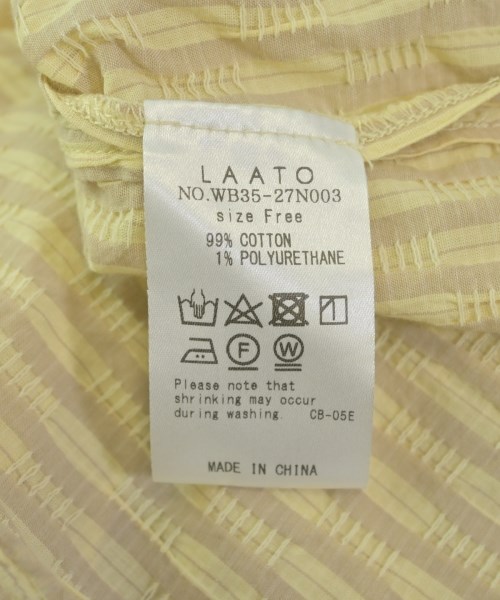 LAATO
NO.WB35-27N003
size Free
99% COTTON
1% POLYURETHANE
F W
Please note that
shrinking may occur
during washing. CB-05E
MADE IN CHINA